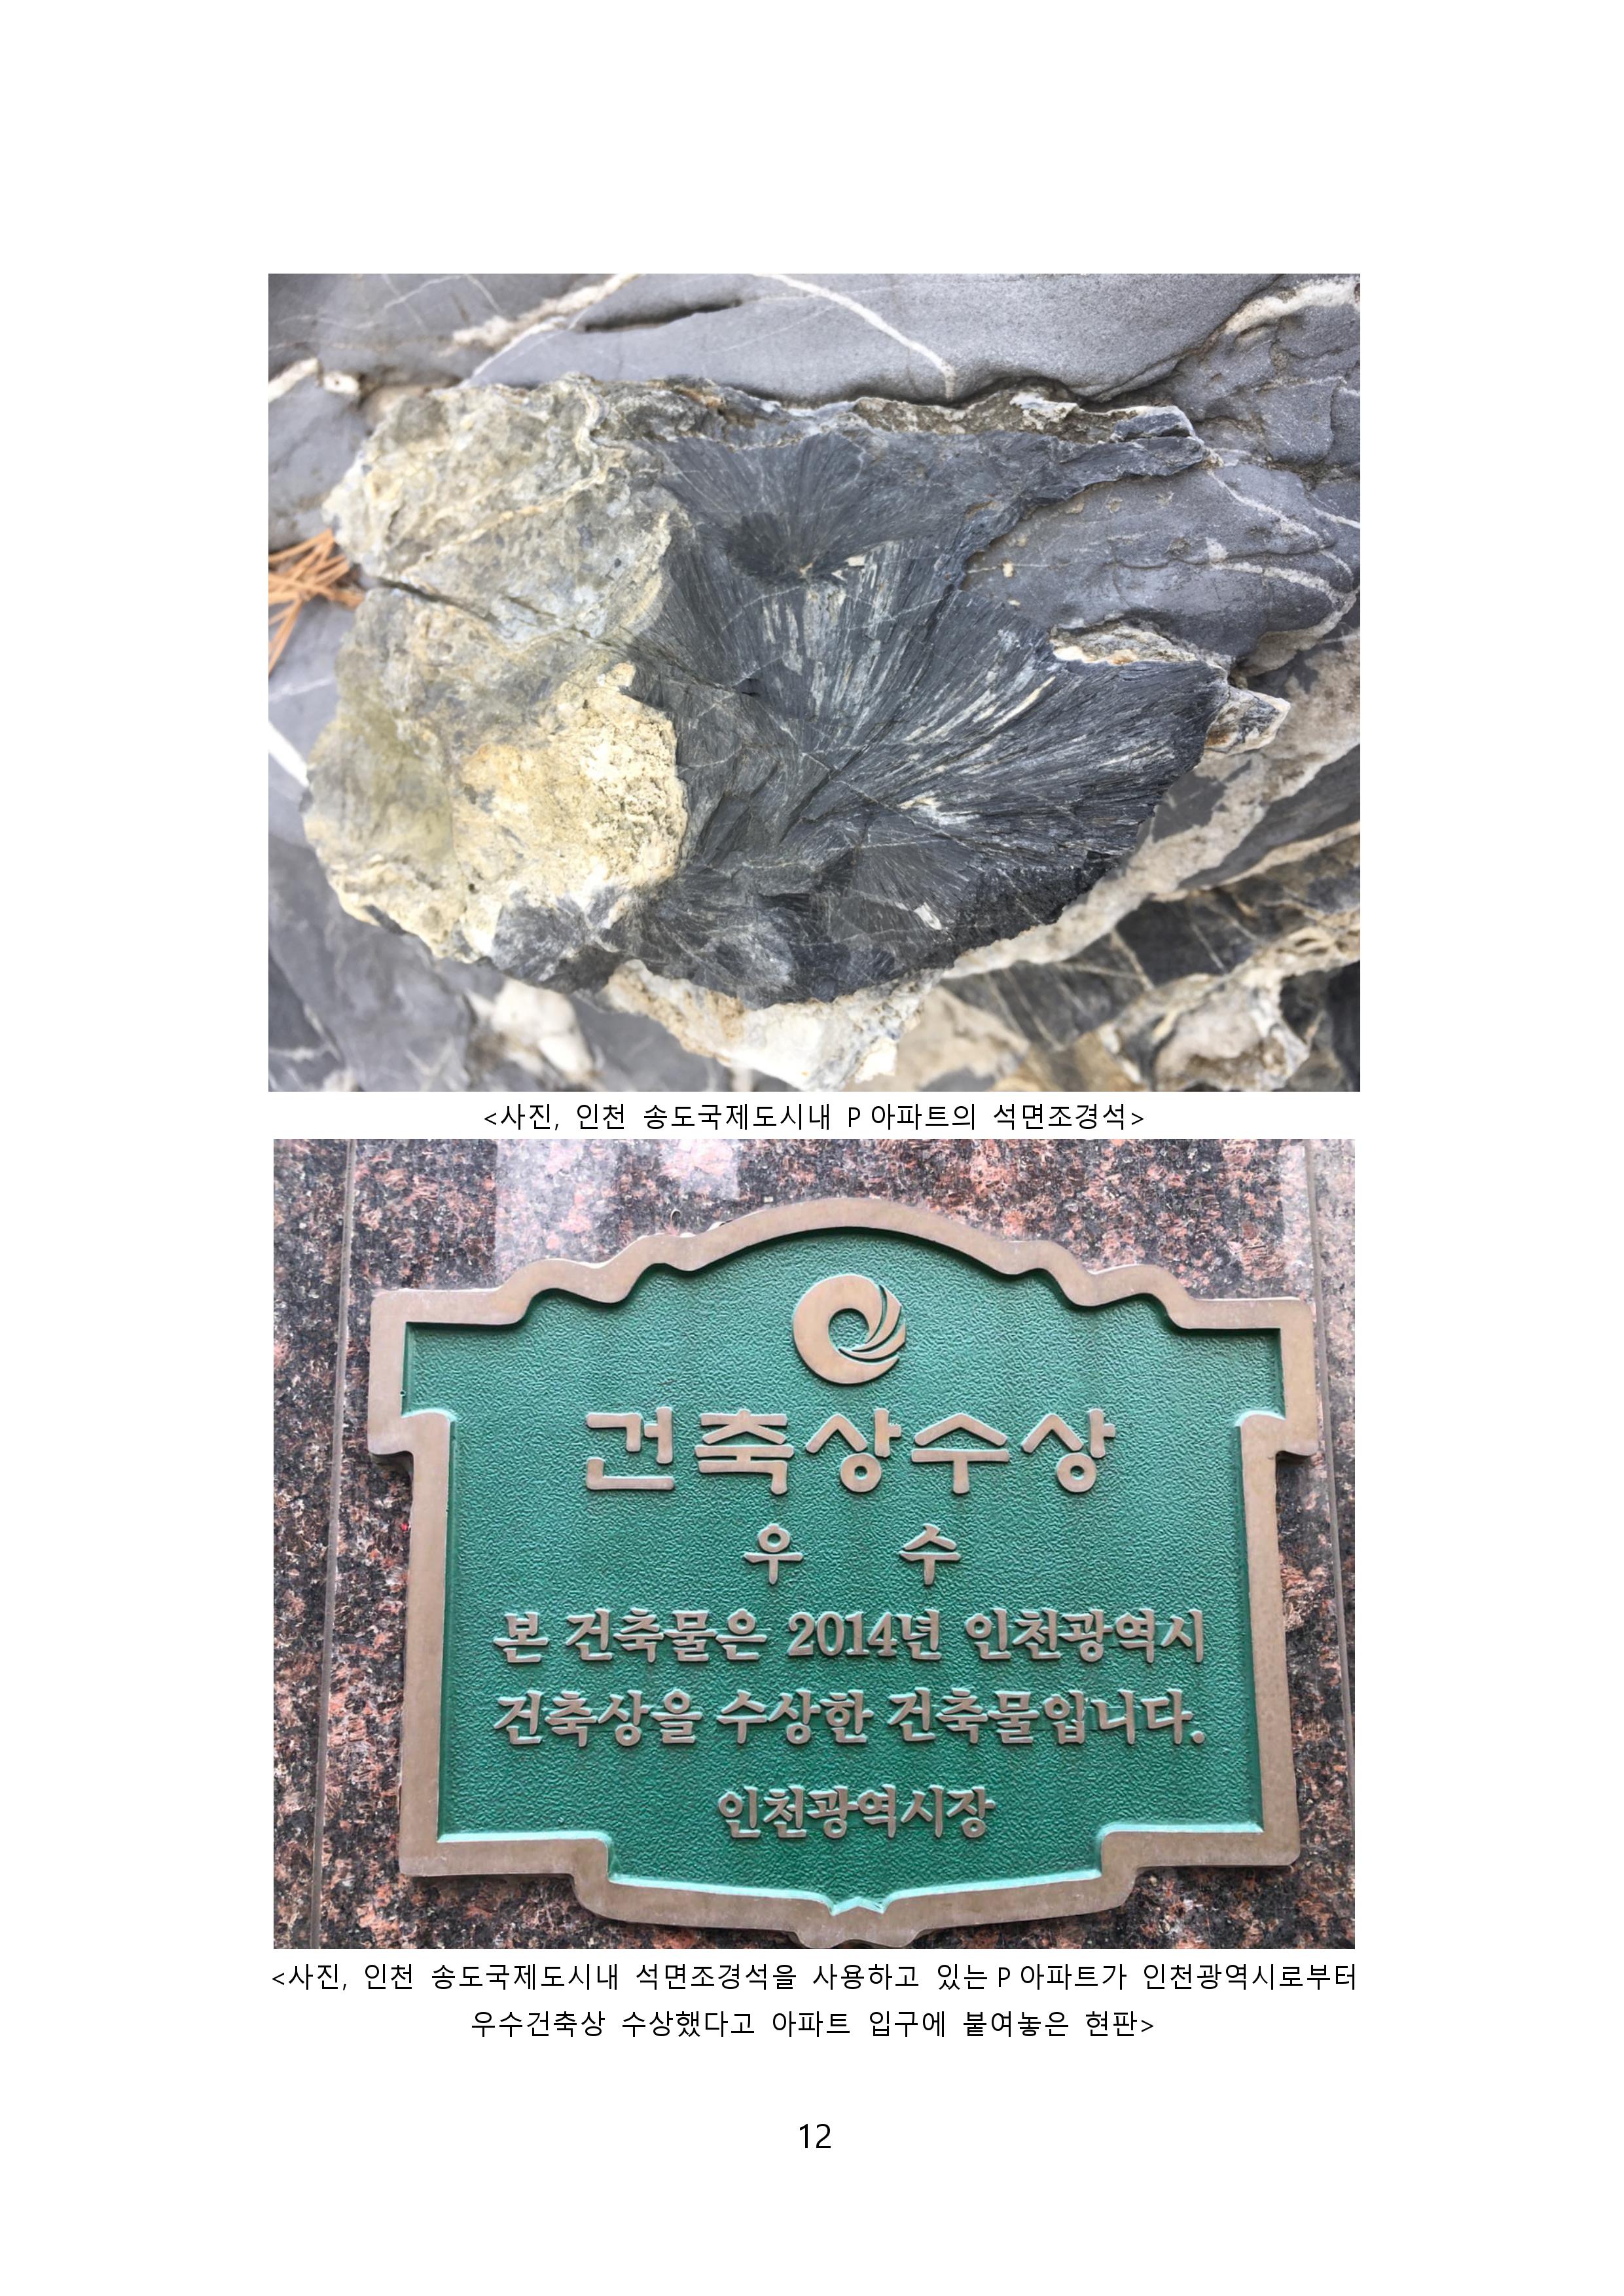 <사진, 인천 송도국제도시내 P아파트의 석면조경석>
건축상수상
우 수
본 건축물은 2014년 인천광역시
건축상을 수상한 건축물입니다.
인천광역시장
<사진, 인천 송도국제도시내 석면조경석을 사용하고 있는 P아파트가 인천광역시로부터
우수건축상 수상했다고 아파트 입구에 붙여놓은 현판>
12